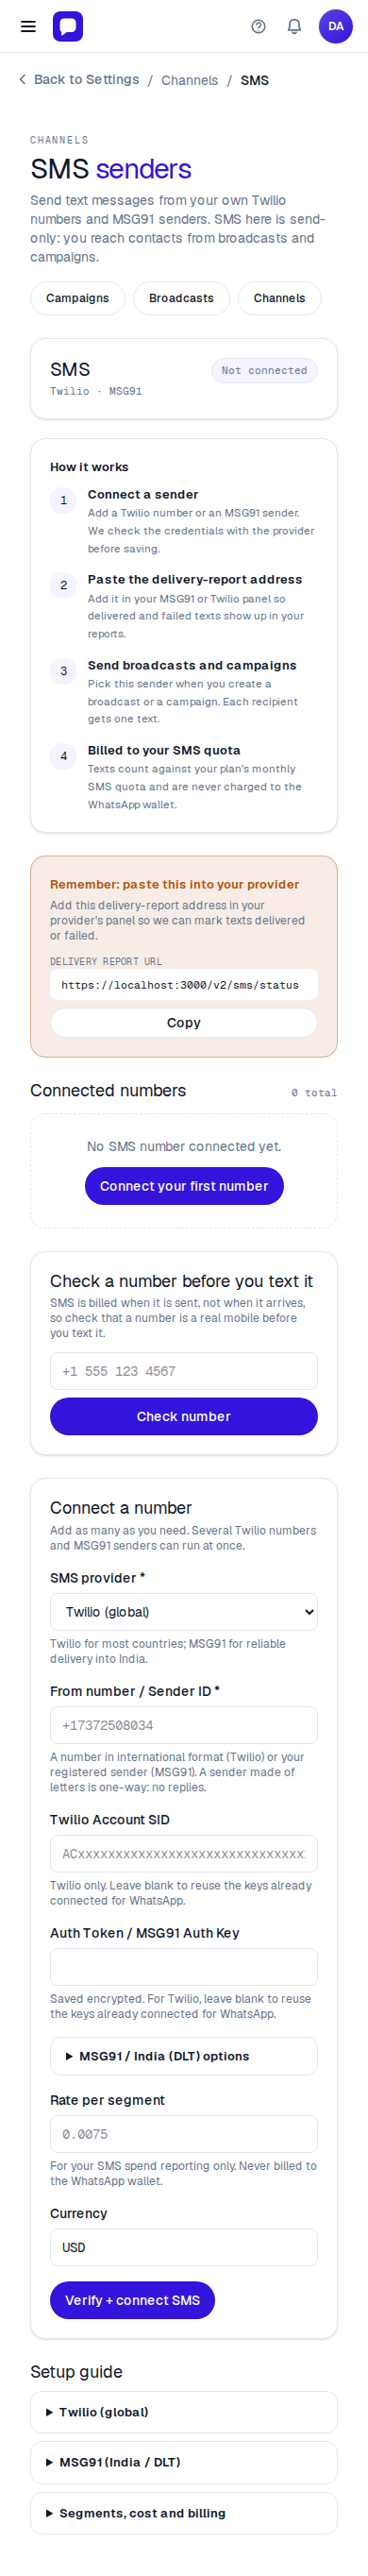 DA
Back to Settings / Channels / SMS
CHANNELS
SMS senders
Send text messages from your own Twilio
numbers and MSG91 senders. SMS here is send-
only: you reach contacts from broadcasts and
campaigns.
Campaigns
Broadcasts
Channels
SMS
Not connected
Twilio · MSG91
How it works
1
Connect a sender
Add a Twilio number or an MSG91 sender.
We check the credentials with the provider
before saving.
2
Paste the delivery-report address
Add it in your MSG91 or Twilio panel so
delivered and failed texts show up in your
reports.
3
Send broadcasts and campaigns
Pick this sender when you create a
broadcast or a campaign. Each recipient
gets one text.
4
Billed to your SMS quota
Texts count against your plan's monthly
SMS quota and are never charged to the
WhatsApp wallet.
Remember: paste this into your provider
Add this delivery-report address in your
provider's panel so we can mark texts delivered
or failed.
DELIVERY REPORT URL
https://localhost:3000/v2/sms/status
Copy
Connected numbers
0 total
No SMS number connected yet.
Connect your first number
Check a number before you text it
SMS is billed when it is sent, not when it arrives,
so check that a number is a real mobile before
you text it.
+1 555 123 4567
Check number
Connect a number
Add as many as you need. Several Twilio numbers
and MSG91 senders can run at once.
SMS provider *
Twilio (global)
Twilio for most countries; MSG91 for reliable
delivery into India.
From number / Sender ID *
+17372508034
A number in international format (Twilio) or your
registered sender (MSG91). A sender made of
letters is one-way: no replies.
Twilio Account SID
ACxxxxxxxxxxxxxxxxxxxxxxxxxxxxxx
Twilio only. Leave blank to reuse the keys already
connected for WhatsApp.
Auth Token / MSG91 Auth Key
Saved encrypted. For Twilio, leave blank to reuse
the keys already connected for WhatsApp.
MSG91 / India (DLT) options
Rate per segment
0.0075
For your SMS spend reporting only. Never billed to
the WhatsApp wallet.
Currency
USD
Verify + connect SMS
Setup guide
Twilio (global)
MSG91 (India / DLT)
Segments, cost and billing